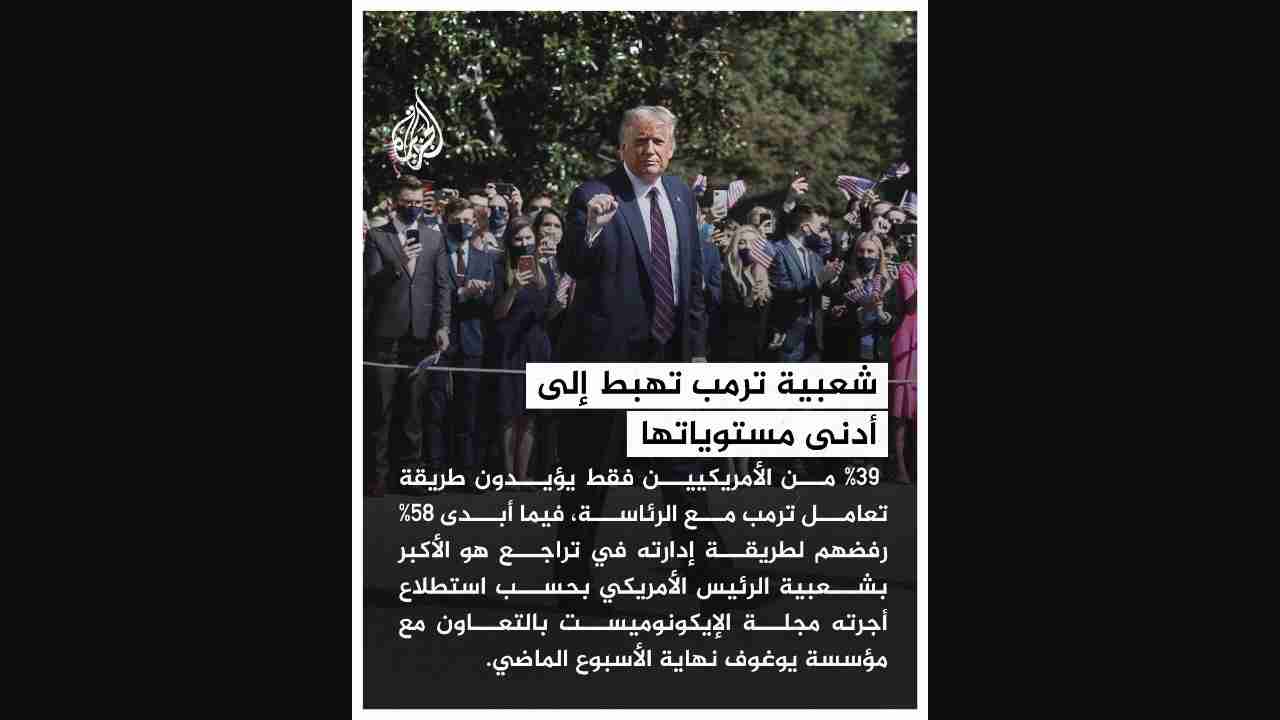 الجزيرة
شعبية ترمب تهبط إلى
أدنى مستوياتها
39% من الأمريكيين فقط يؤيدون طريقة
تعامل ترمب مع الرئاسة، فيما أبدى 58%
رفضهم لطريقة إدارته في تراجع هو الأكبر
بشعبية الرئيس الأمريكي بحسب استطلاع
أجرته مجلة الإيكونوميست بالتعاون مع
مؤسسة يوغوف نهاية الأسبوع الماضي.